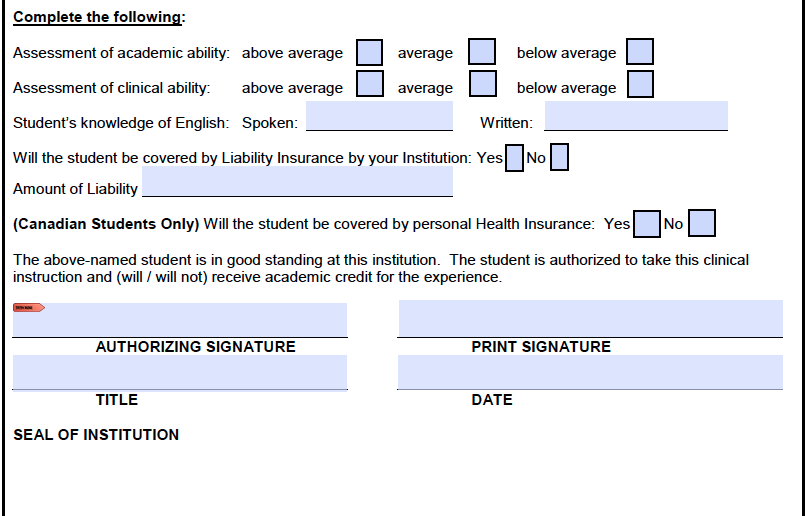 Complete the following:
Assessment of academic ability: above average average below average
Assessment of clinical ability: above average average below average
Student's knowledge of English: Spoken: Written:
Will the student be covered by Liability Insurance by your Institution: Yes No
Amount of Liability
(Canadian Students Only) Will the student be covered by personal Health Insurance: Yes No
The above-named student is in good standing at this institution. The student is authorized to take this clinical
instruction and (will / will not) receive academic credit for the experience.
AUTHORIZING SIGNATURE PRINT SIGNATURE
TITLE DATE
SEAL OF INSTITUTION